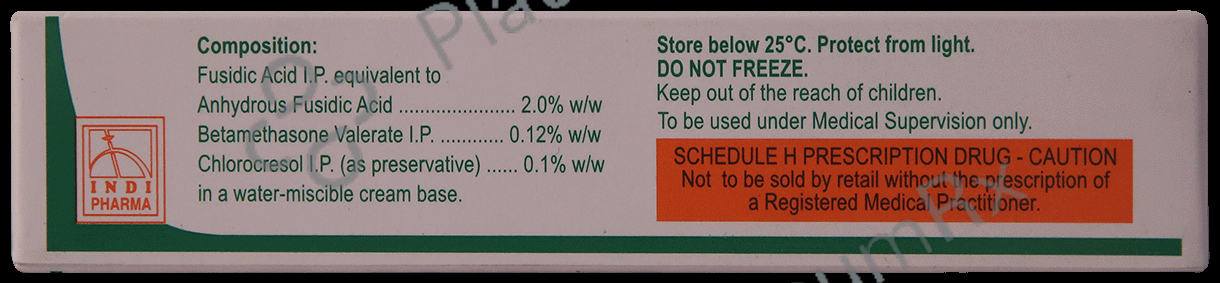 Composition:
Fusidic Acid I.P. equivalent to
Anhydrous Fusidic Acid ...................... 2.0% w/w
Betamethasone Valerate I.P. ............ 0.12% w/w
Chlorocresol I.P. (as preservative) ...... 0.1% w/w
in a water-miscible cream base.
INDI
PHARMA
Store below 25°C. Protect from light.
DO NOT FREEZE.
Keep out of the reach of children.
To be used under Medical Supervision only.
SCHEDULE H PRESCRIPTION DRUG - CAUTION
Not to be sold by retail without the prescription of
a Registered Medical Practitioner.